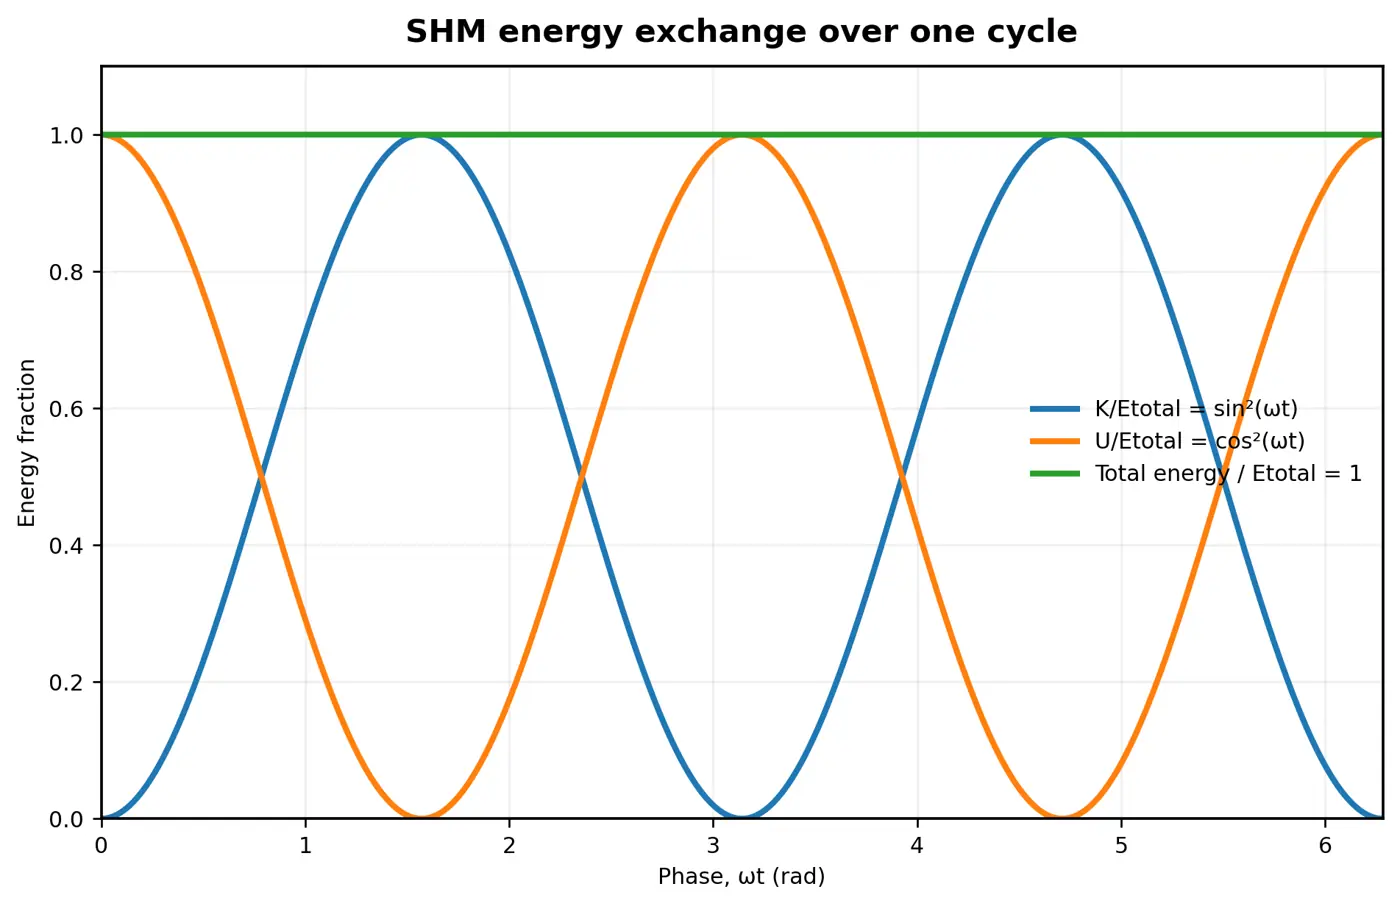 SHM energy exchange over one cycle
1.0
0.8
0.6
0.4
0.2
0.0
Energy fraction
K/Etotal = sin²(ωt)
U/Etotal = cos²(ωt)
Total energy / Etotal = 1
0 1 2 3 4 5 6
Phase, ωt (rad)